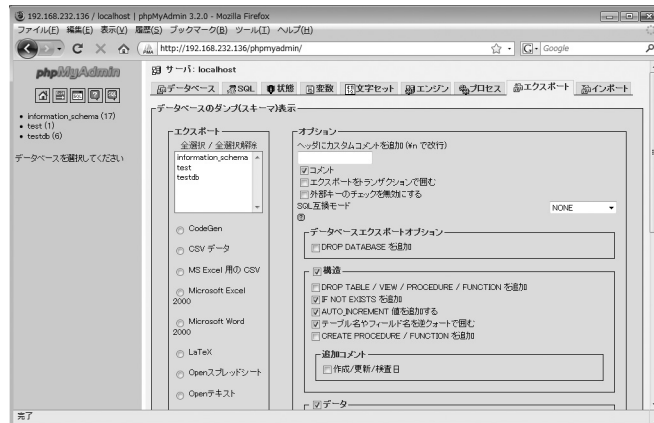 192.168.232.136 / localhost | phpMyAdmin 3.2.0 - Mozilla Firefox
ファイル(F) 編集(E) 表示(V) 履歴(S) ブックマーク(B) ツール(T) ヘルプ(H)
http://192.168.232.136/phpmyadmin/
Google
phpMyAdmin
information_schema (17)
test (1)
testdb (6)
データベースを選択してください
サーバ: localhost
データベース SQL 状態 変数 文字セット エンジン プロセス エクスポート インポート
データベースのダンプ(スキーマ)表示
エクスポート
全選択 / 全選択解除
information_schema
test
testdb
CodeGen
CSV データ
MS Excel 用の CSV
Microsoft Excel
2000
Microsoft Word
2000
LaTeX
Openスプレッドシート
Openテキスト
オプション
ヘッダにカスタムコメントを追加 (¥n で改行)
コメント
エクスポートをトランザクションで囲む
外部キーのチェックを無効にする
SQL互換モード
NONE
データベースエクスポートオプション
DROP DATABASE を追加
構造
DROP TABLE / VIEW / PROCEDURE / FUNCTION を追加
IF NOT EXISTS を追加
AUTO_INCREMENT 値を追加する
テーブル名やフィールド名を逆クォートで囲む
CREATE PROCEDURE / FUNCTION を追加
追加コメント
作成/更新/検査日
データ
完了